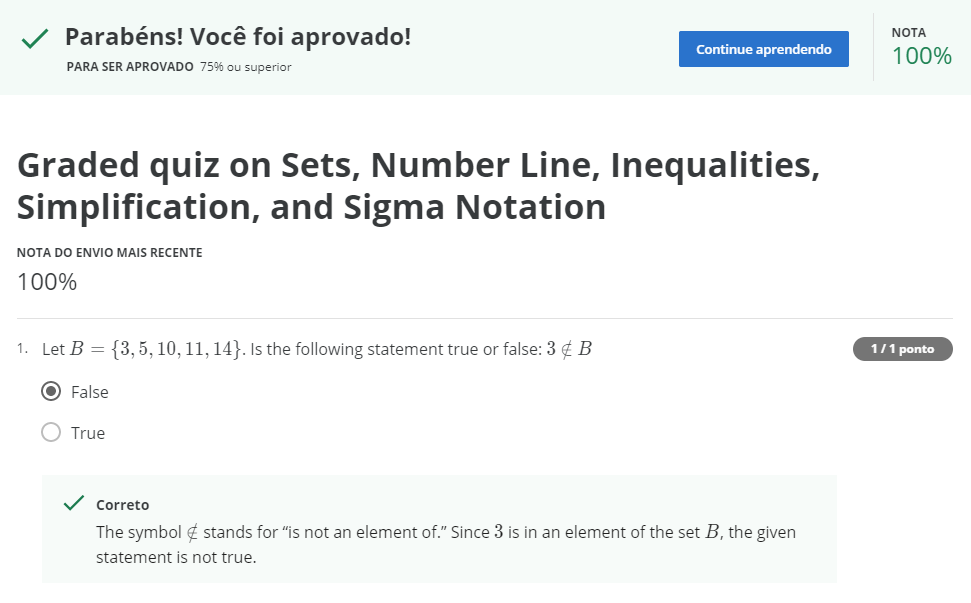 Parabéns! Você foi aprovado!
PARA SER APROVADO 75% ou superior
Continue aprendendo
NOTA
100%
Graded quiz on Sets, Number Line, Inequalities,
Simplification, and Sigma Notation
NOTA DO ENVIO MAIS RECENTE
100%
1. Let B = {3, 5, 10, 11, 14}. Is the following statement true or false: 3 ∉ B
1 / 1 ponto
False
True
Correto
The symbol ∉ stands for “is not an element of.” Since 3 is in an element of the set B, the given
statement is not true.